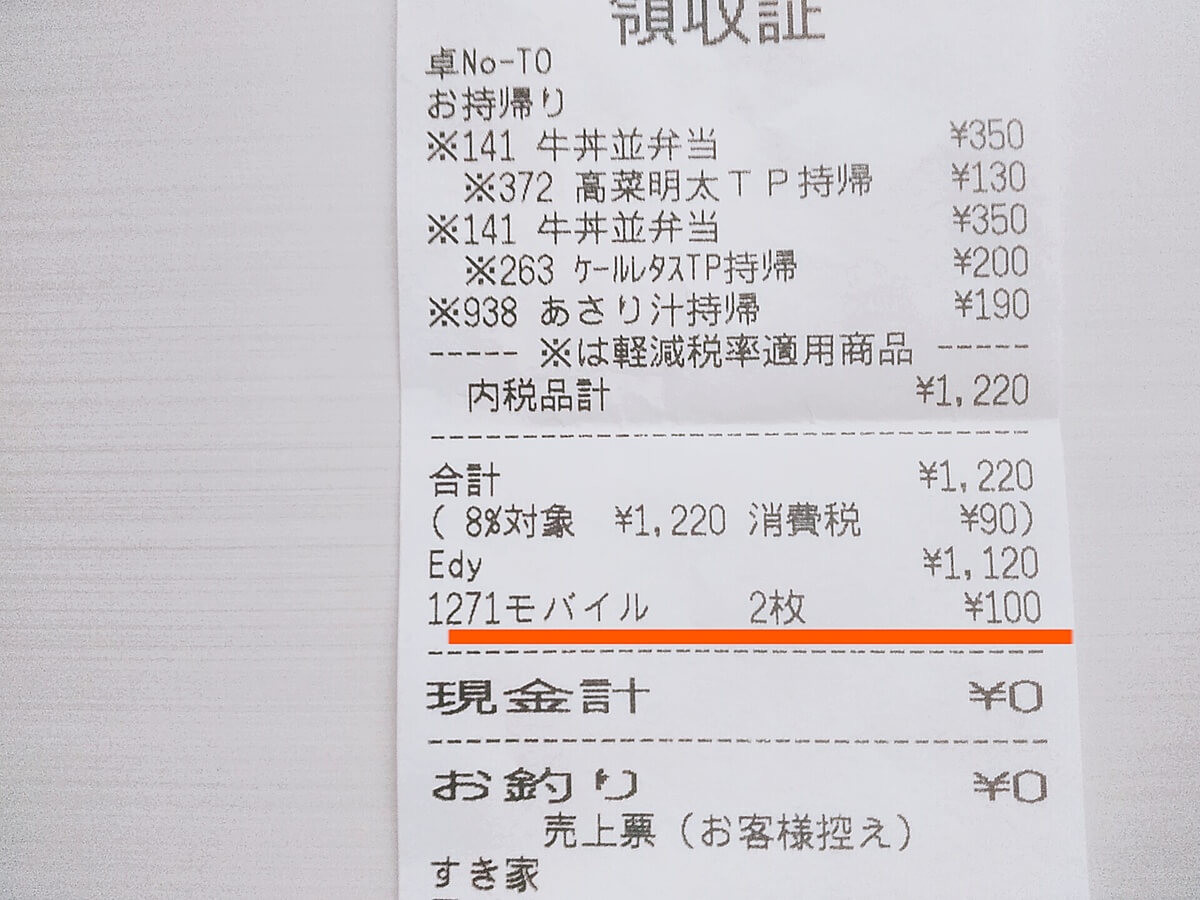 領収証
卓No-TO
お持帰り
※141 牛丼並弁当 ¥350
※372 高菜明太TP持帰 ¥130
※141 牛丼並弁当 ¥350
※263 ケールレタスTP持帰 ¥200
※938 あさり汁持帰 ¥190
----- ※は軽減税率適用商品 -----
内税品計 ¥1,220
合計 ¥1,220
( 8%対象 ¥1,220 消費税 ¥90)
Edy ¥1,120
1271モバイル 2枚 ¥100
現金計 ¥0
お釣り ¥0
売上票(お客様控え)
すき家